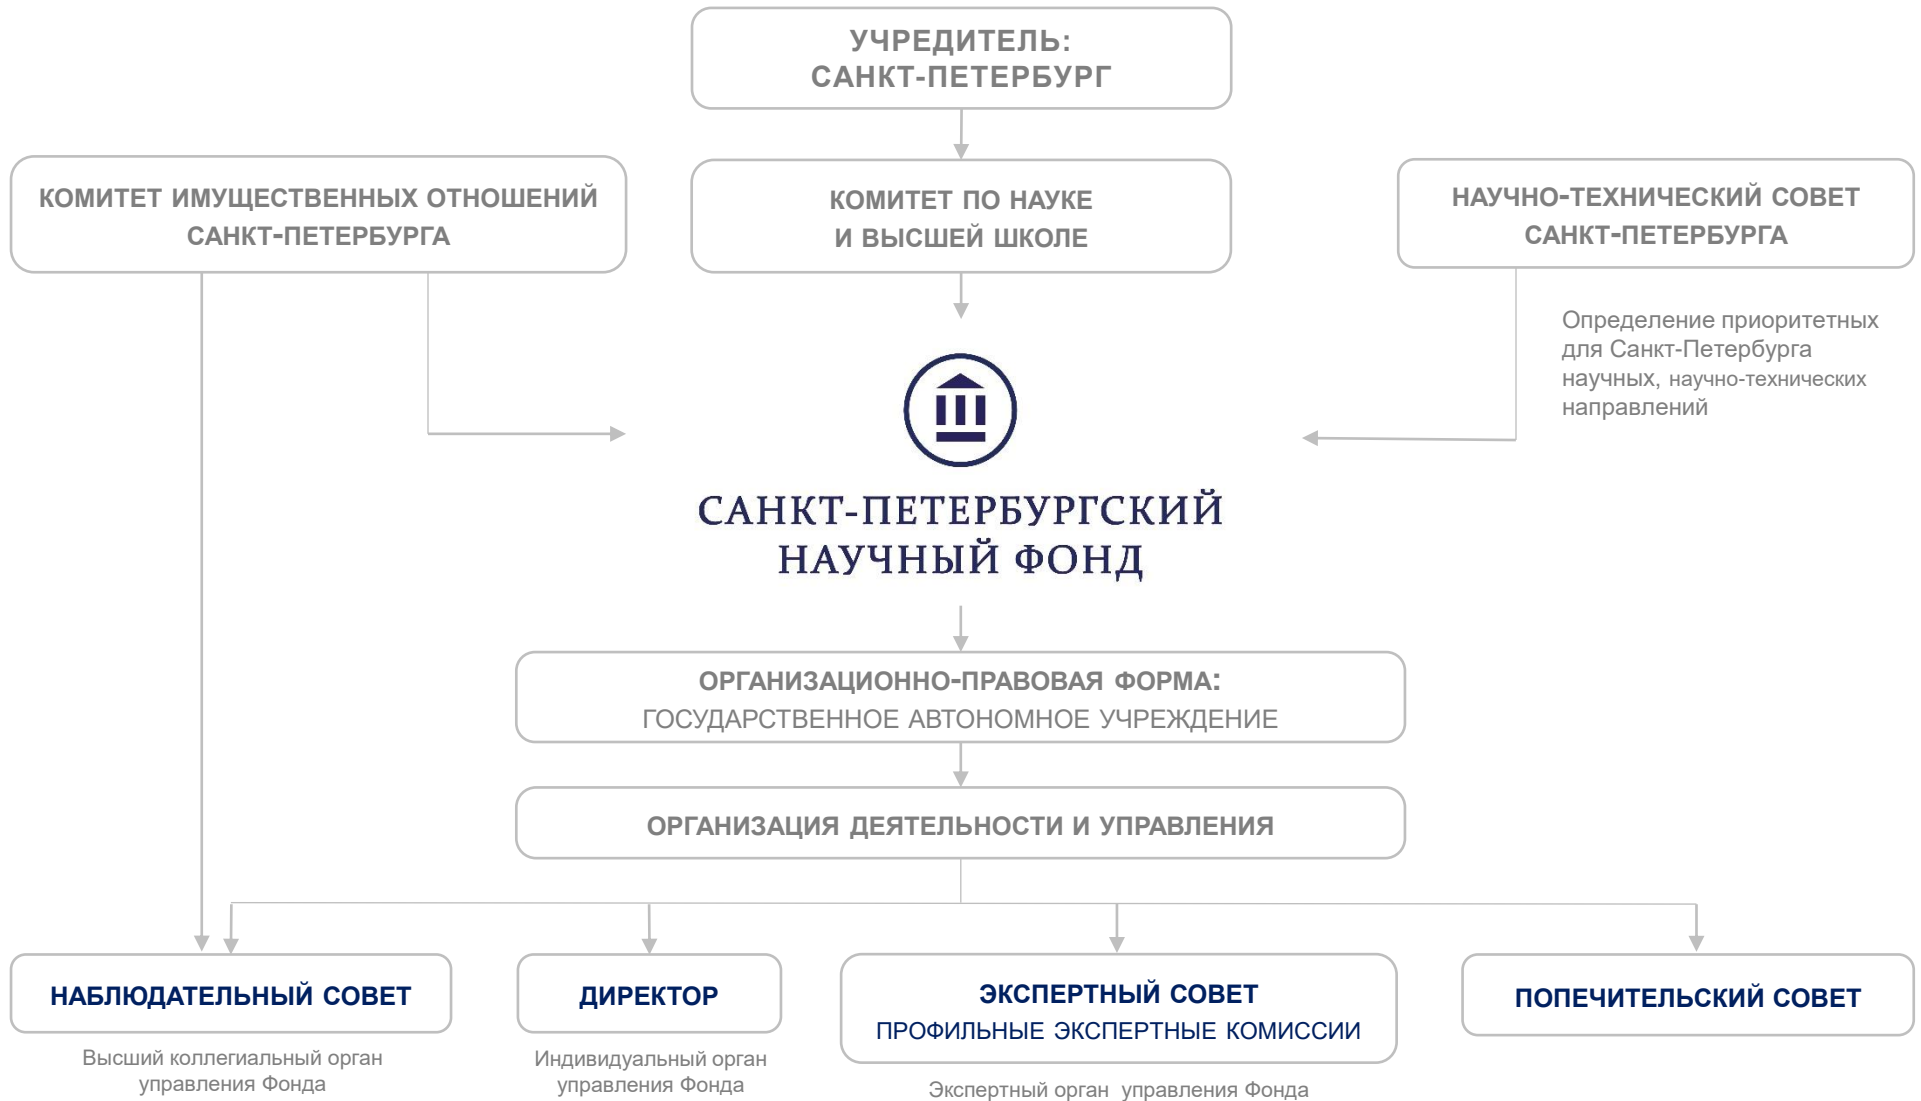 УЧРЕДИТЕЛЬ:
САНКТ-ПЕТЕРБУРГ
КОМИТЕТ ИМУЩЕСТВЕННЫХ ОТНОШЕНИЙ
САНКТ-ПЕТЕРБУРГА
КОМИТЕТ ПО НАУКЕ
И ВЫСШЕЙ ШКОЛЕ
НАУЧНО-ТЕХНИЧЕСКИЙ СОВЕТ
САНКТ-ПЕТЕРБУРГА
Определение приоритетных
для Санкт-Петербурга
научных, научно-технических
направлений
САНКТ-ПЕТЕРБУРГСКИЙ
НАУЧНЫЙ ФОНД
ОРГАНИЗАЦИОННО-ПРАВОВАЯ ФОРМА:
ГОСУДАРСТВЕННОЕ АВТОНОМНОЕ УЧРЕЖДЕНИЕ
ОРГАНИЗАЦИЯ ДЕЯТЕЛЬНОСТИ И УПРАВЛЕНИЯ
НАБЛЮДАТЕЛЬНЫЙ СОВЕТ
Высший коллегиальный орган
управления Фонда
ДИРЕКТОР
Индивидуальный орган
управления Фонда
ЭКСПЕРТНЫЙ СОВЕТ
ПРОФИЛЬНЫЕ ЭКСПЕРТНЫЕ КОМИССИИ
Экспертный орган управления Фонда
ПОПЕЧИТЕЛЬСКИЙ СОВЕТ